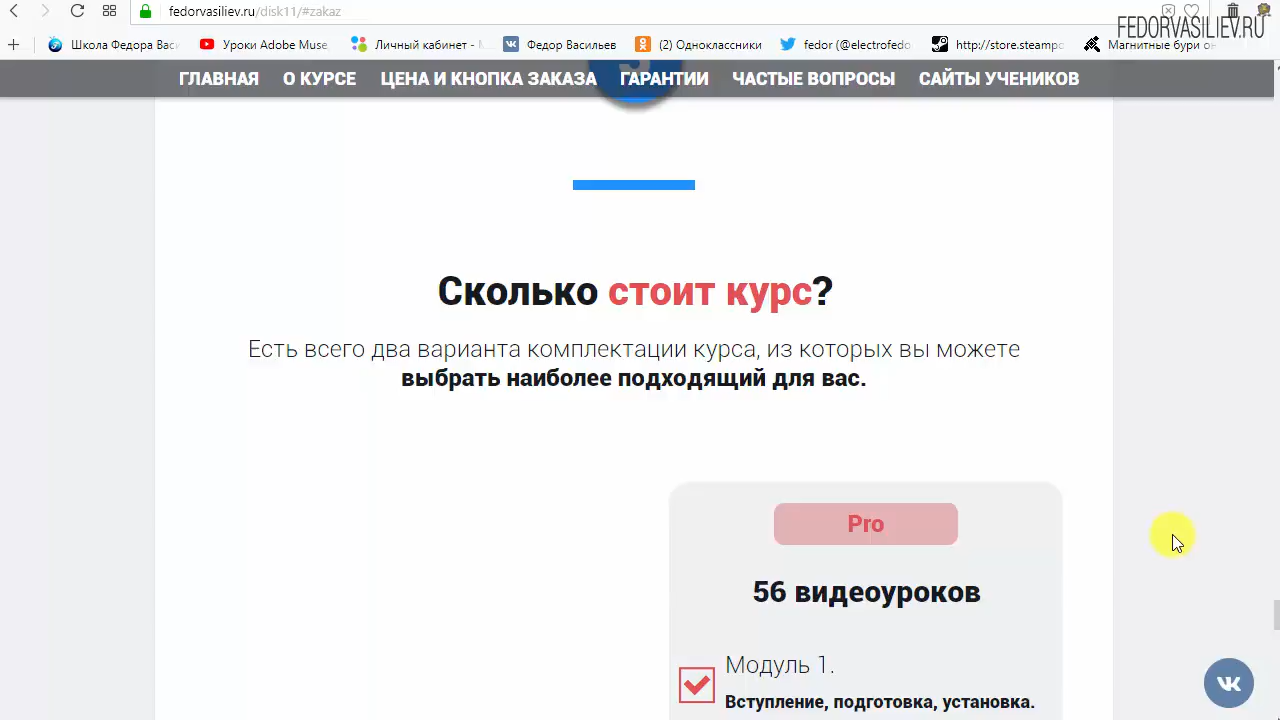 fedorvasiliev.ru/disk11/#zakaz
FEDORVASILIEV.RU
Школа Федора Вас
Уроки Adobe Muse
Личный кабинет -
Федор Васильев
(2) Одноклассники
fedor (@electrofedo
http://store.steampo
Магнитные бури он
ГЛАВНАЯ
О КУРСЕ
ЦЕНА И КНОПКА ЗАКАЗА
ГАРАНТИИ
ЧАСТЫЕ ВОПРОСЫ
САЙТЫ УЧЕНИКОВ
Сколько стоит курс?
Есть всего два варианта комплектации курса, из которых вы можете
выбрать наиболее подходящий для вас.
Pro
56 видеоуроков
Модуль 1.
Вступление, подготовка, установка.